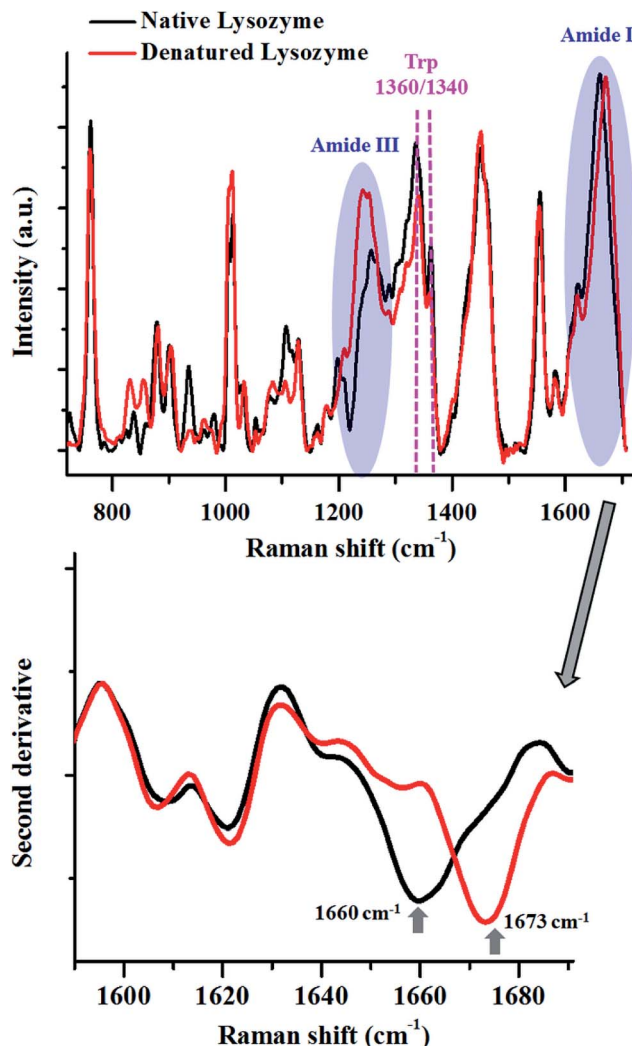 Native Lysozyme
Denatured Lysozyme
Trp
1360/1340
Amide I
Amide III
Intensity (a.u.)
800 1000 1200 1400 1600
Raman shift (cm-1)
Second derivative
1660 cm-1
1673 cm-1
1600 1620 1640 1660 1680
Raman shift (cm-1)